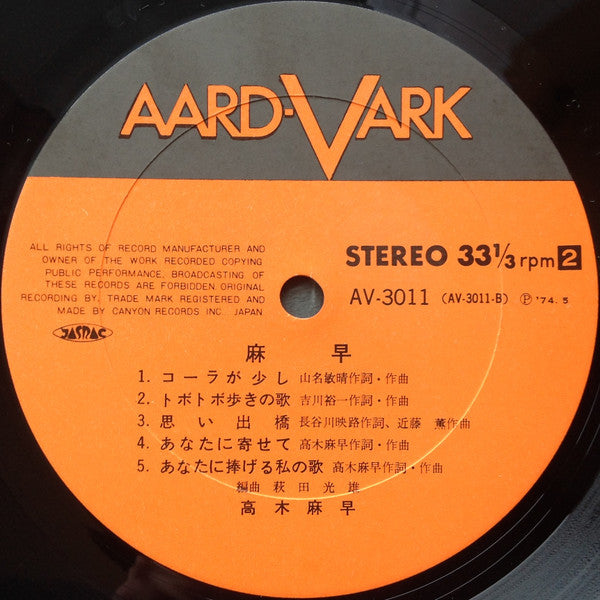 AARD-VARK
ALL RIGHTS OF RECORD MANUFACTURER AND
OWNER OF THE WORK RECORDED COPYING
PUBLIC PERFORMANCE, BROADCASTING OF
THESE RECORDS ARE FORBIDDEN. ORIGINAL
RECORDING BY, TRADE MARK REGISTERED AND
MADE BY CANYON RECORDS INC. JAPAN
JASRAC
STEREO 33⅓ rpm 2
AV-3011 (AV-3011-B) Ⓟ'74. 5
麻 早
1. コーラが少し 山名敏晴作詞・作曲
2. トボトボ歩きの歌 吉川裕一作詞・作曲
3. 思い出橋 長谷川映路作詞、近藤 薫作曲
4. あなたに寄せて 高木麻早作詞・作曲
5. あなたに捧げる私の歌 高木麻早作詞・作曲
編曲 萩田光雄
高木麻早